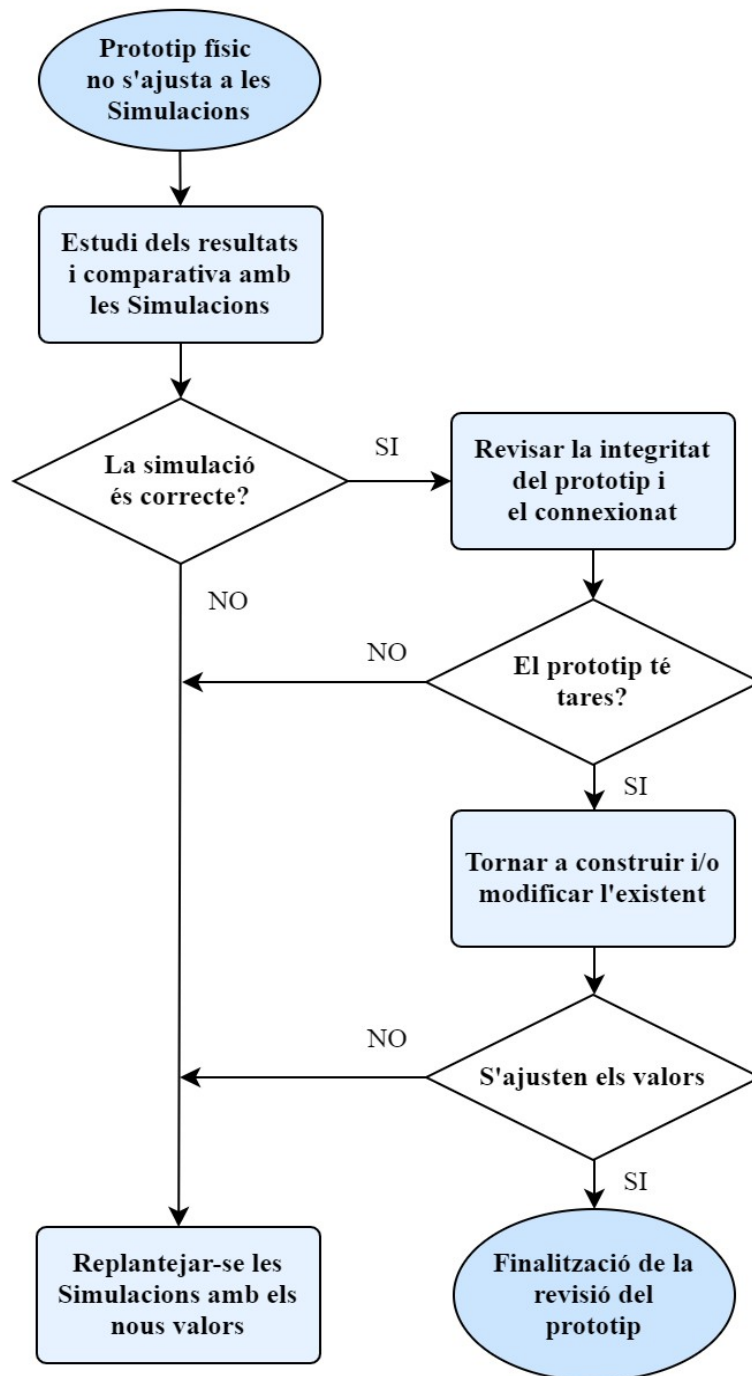 Prototip físic
no s'ajusta a les
Simulacions
Estudi dels resultats
i comparativa amb
les Simulacions
La simulació
és correcte?
SI
Revisar la integritat
del prototip i
el connexionat
NO
NO
El prototip té
tares?
SI
Tornar a construir i/o
modificar l'existent
NO
S'ajusten els valors
SI
Replantejar-se les
Simulacions amb els
nous valors
Finalització de la
revisió del
prototip